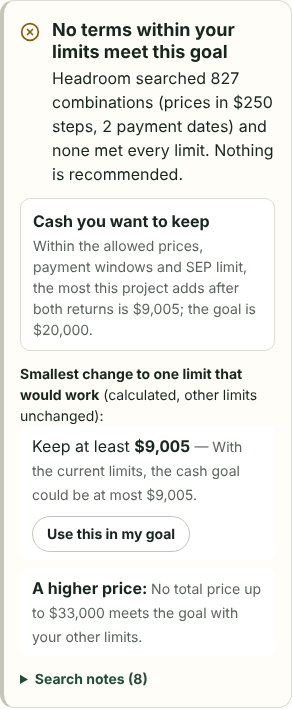 No terms within your
limits meet this goal
Headroom searched 827
combinations (prices in $250
steps, 2 payment dates) and
none met every limit. Nothing
is recommended.
Cash you want to keep
Within the allowed prices,
payment windows and SEP limit,
the most this project adds after
both returns is $9,005; the goal is
$20,000.
Smallest change to one limit that
would work (calculated, other limits
unchanged):
Keep at least $9,005 — With
the current limits, the cash goal
could be at most $9,005.
Use this in my goal
A higher price: No total price up
to $33,000 meets the goal with
your other limits.
Search notes (8)